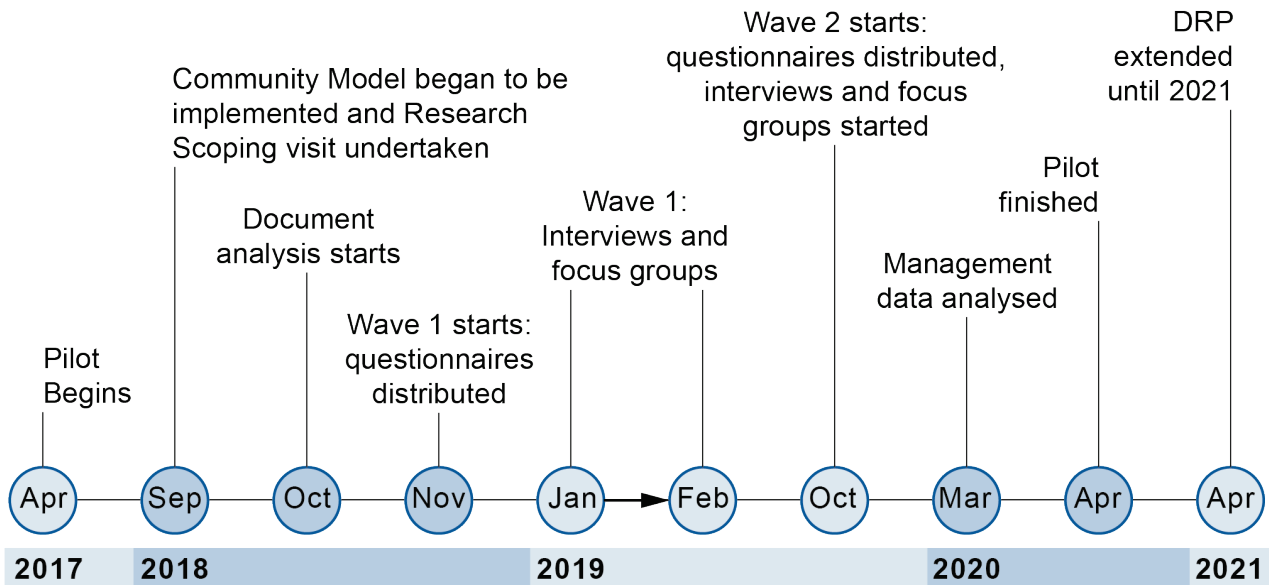 Pilot
Begins
Community Model began to be
implemented and Research
Scoping visit undertaken
Document
analysis starts
Wave 1 starts:
questionnaires
distributed
Wave 1:
Interviews and
focus groups
Wave 2 starts:
questionnaires distributed,
interviews and focus
groups started
Management
data analysed
Pilot
finished
DRP
extended
until 2021
Apr
Sep
Oct
Nov
Jan
Feb
Oct
Mar
Apr
Apr
2017
2018
2019
2020
2021